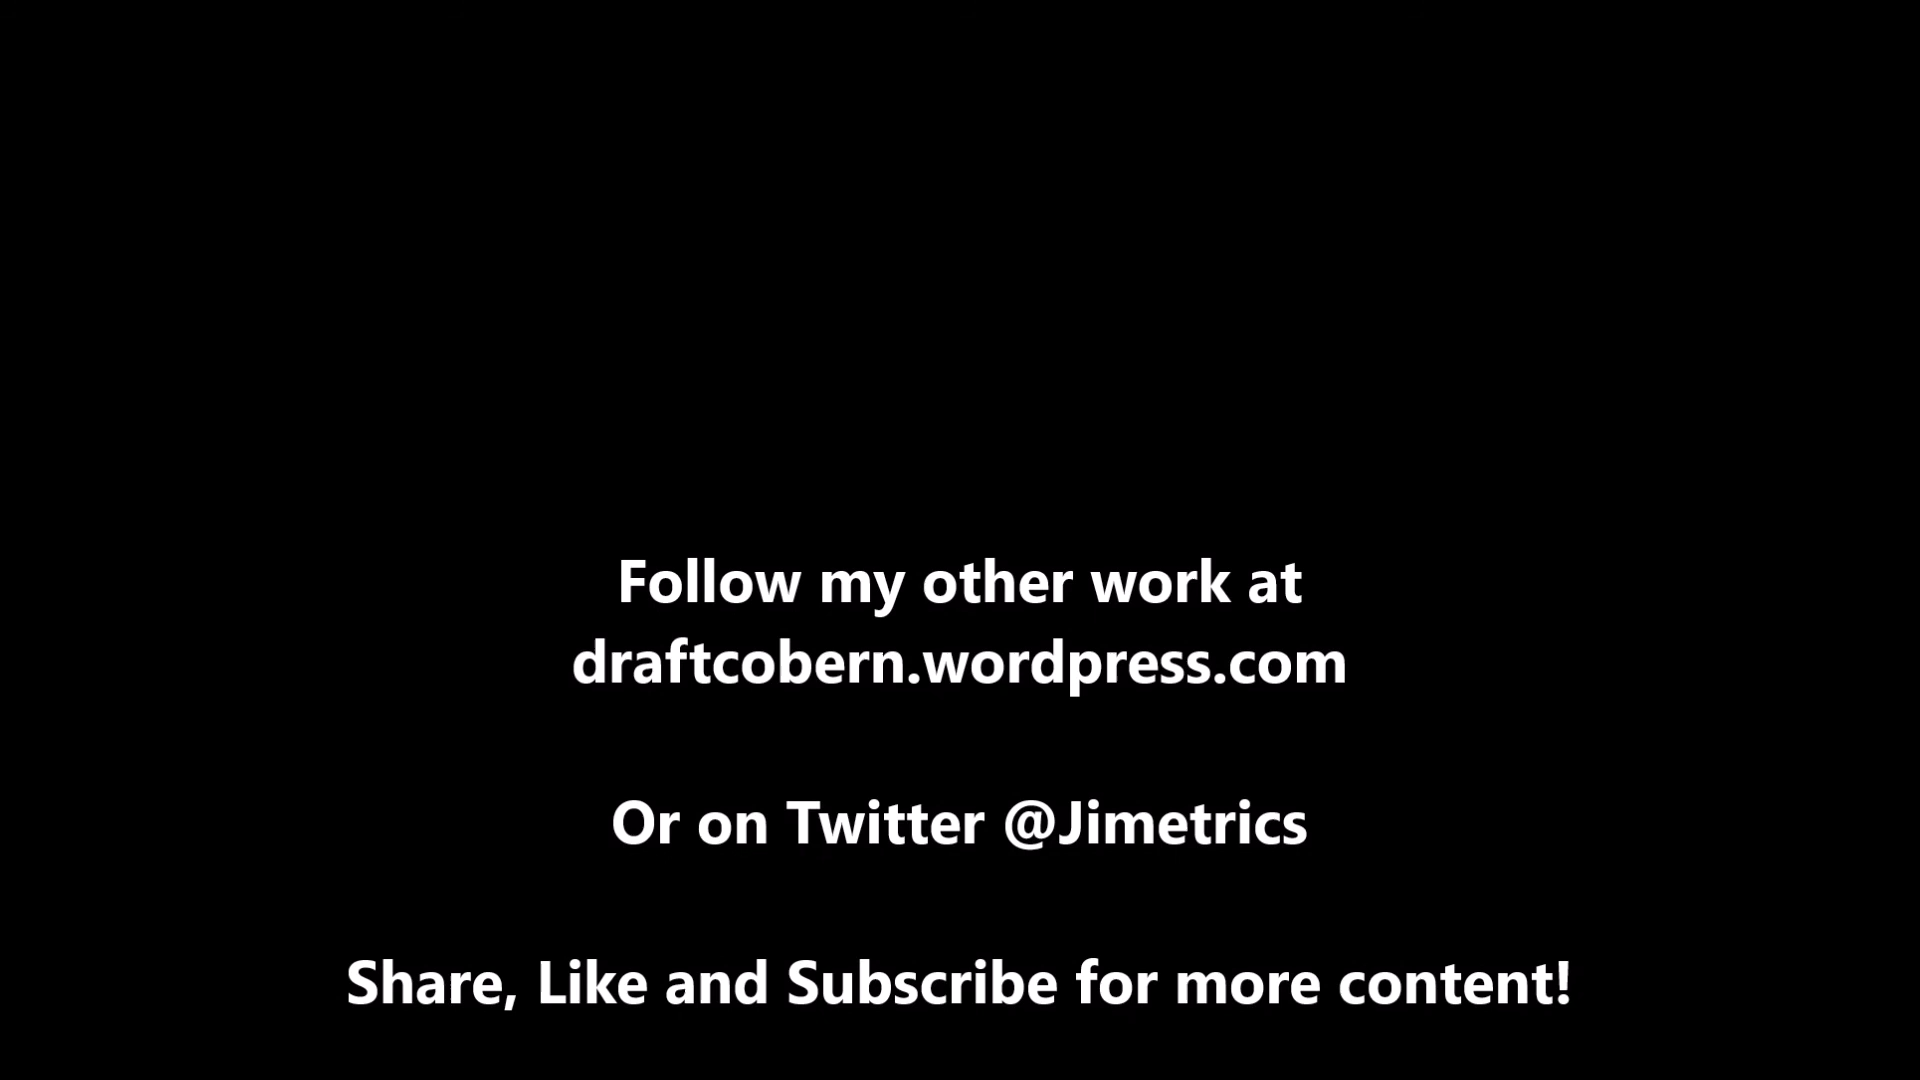 Follow my other work at
draftcobern.wordpress.com
Or on Twitter @Jimetrics
Share, Like and Subscribe for more content!